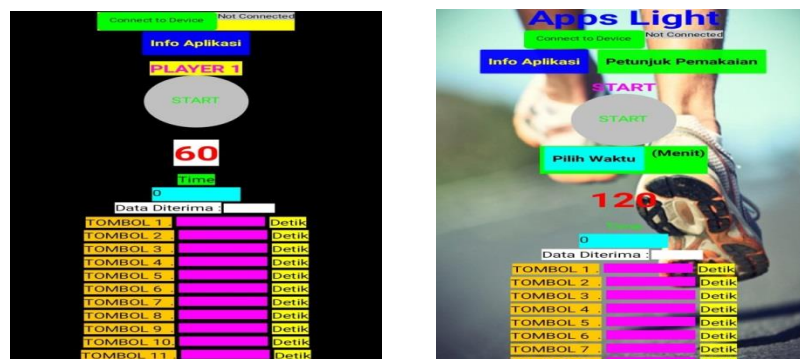 Connect to Device Not Connected
Info Aplikasi
PLAYER 1
START
60
Time
0
Data Diterima :
TOMBOL 1 . Detik
TOMBOL 2 . Detik
TOMBOL 3 . Detik
TOMBOL 4 . Detik
TOMBOL 5 . Detik
TOMBOL 6 . Detik
TOMBOL 7 . Detik
TOMBOL 8 . Detik
TOMBOL 9 . Detik
TOMBOL 10. Detik
TOMBOL 11 . Detik
Apps Light
Connect to Device Not Connected
Info Aplikasi Petunjuk Pemakaian
START
START
Pilih Waktu (Menit)
120
Time
0
Data Diterima :
TOMBOL 1 . Detik
TOMBOL 2 . Detik
TOMBOL 3 . Detik
TOMBOL 4 . Detik
TOMBOL 5 . Detik
TOMBOL 6 . Detik
TOMBOL 7 . Detik